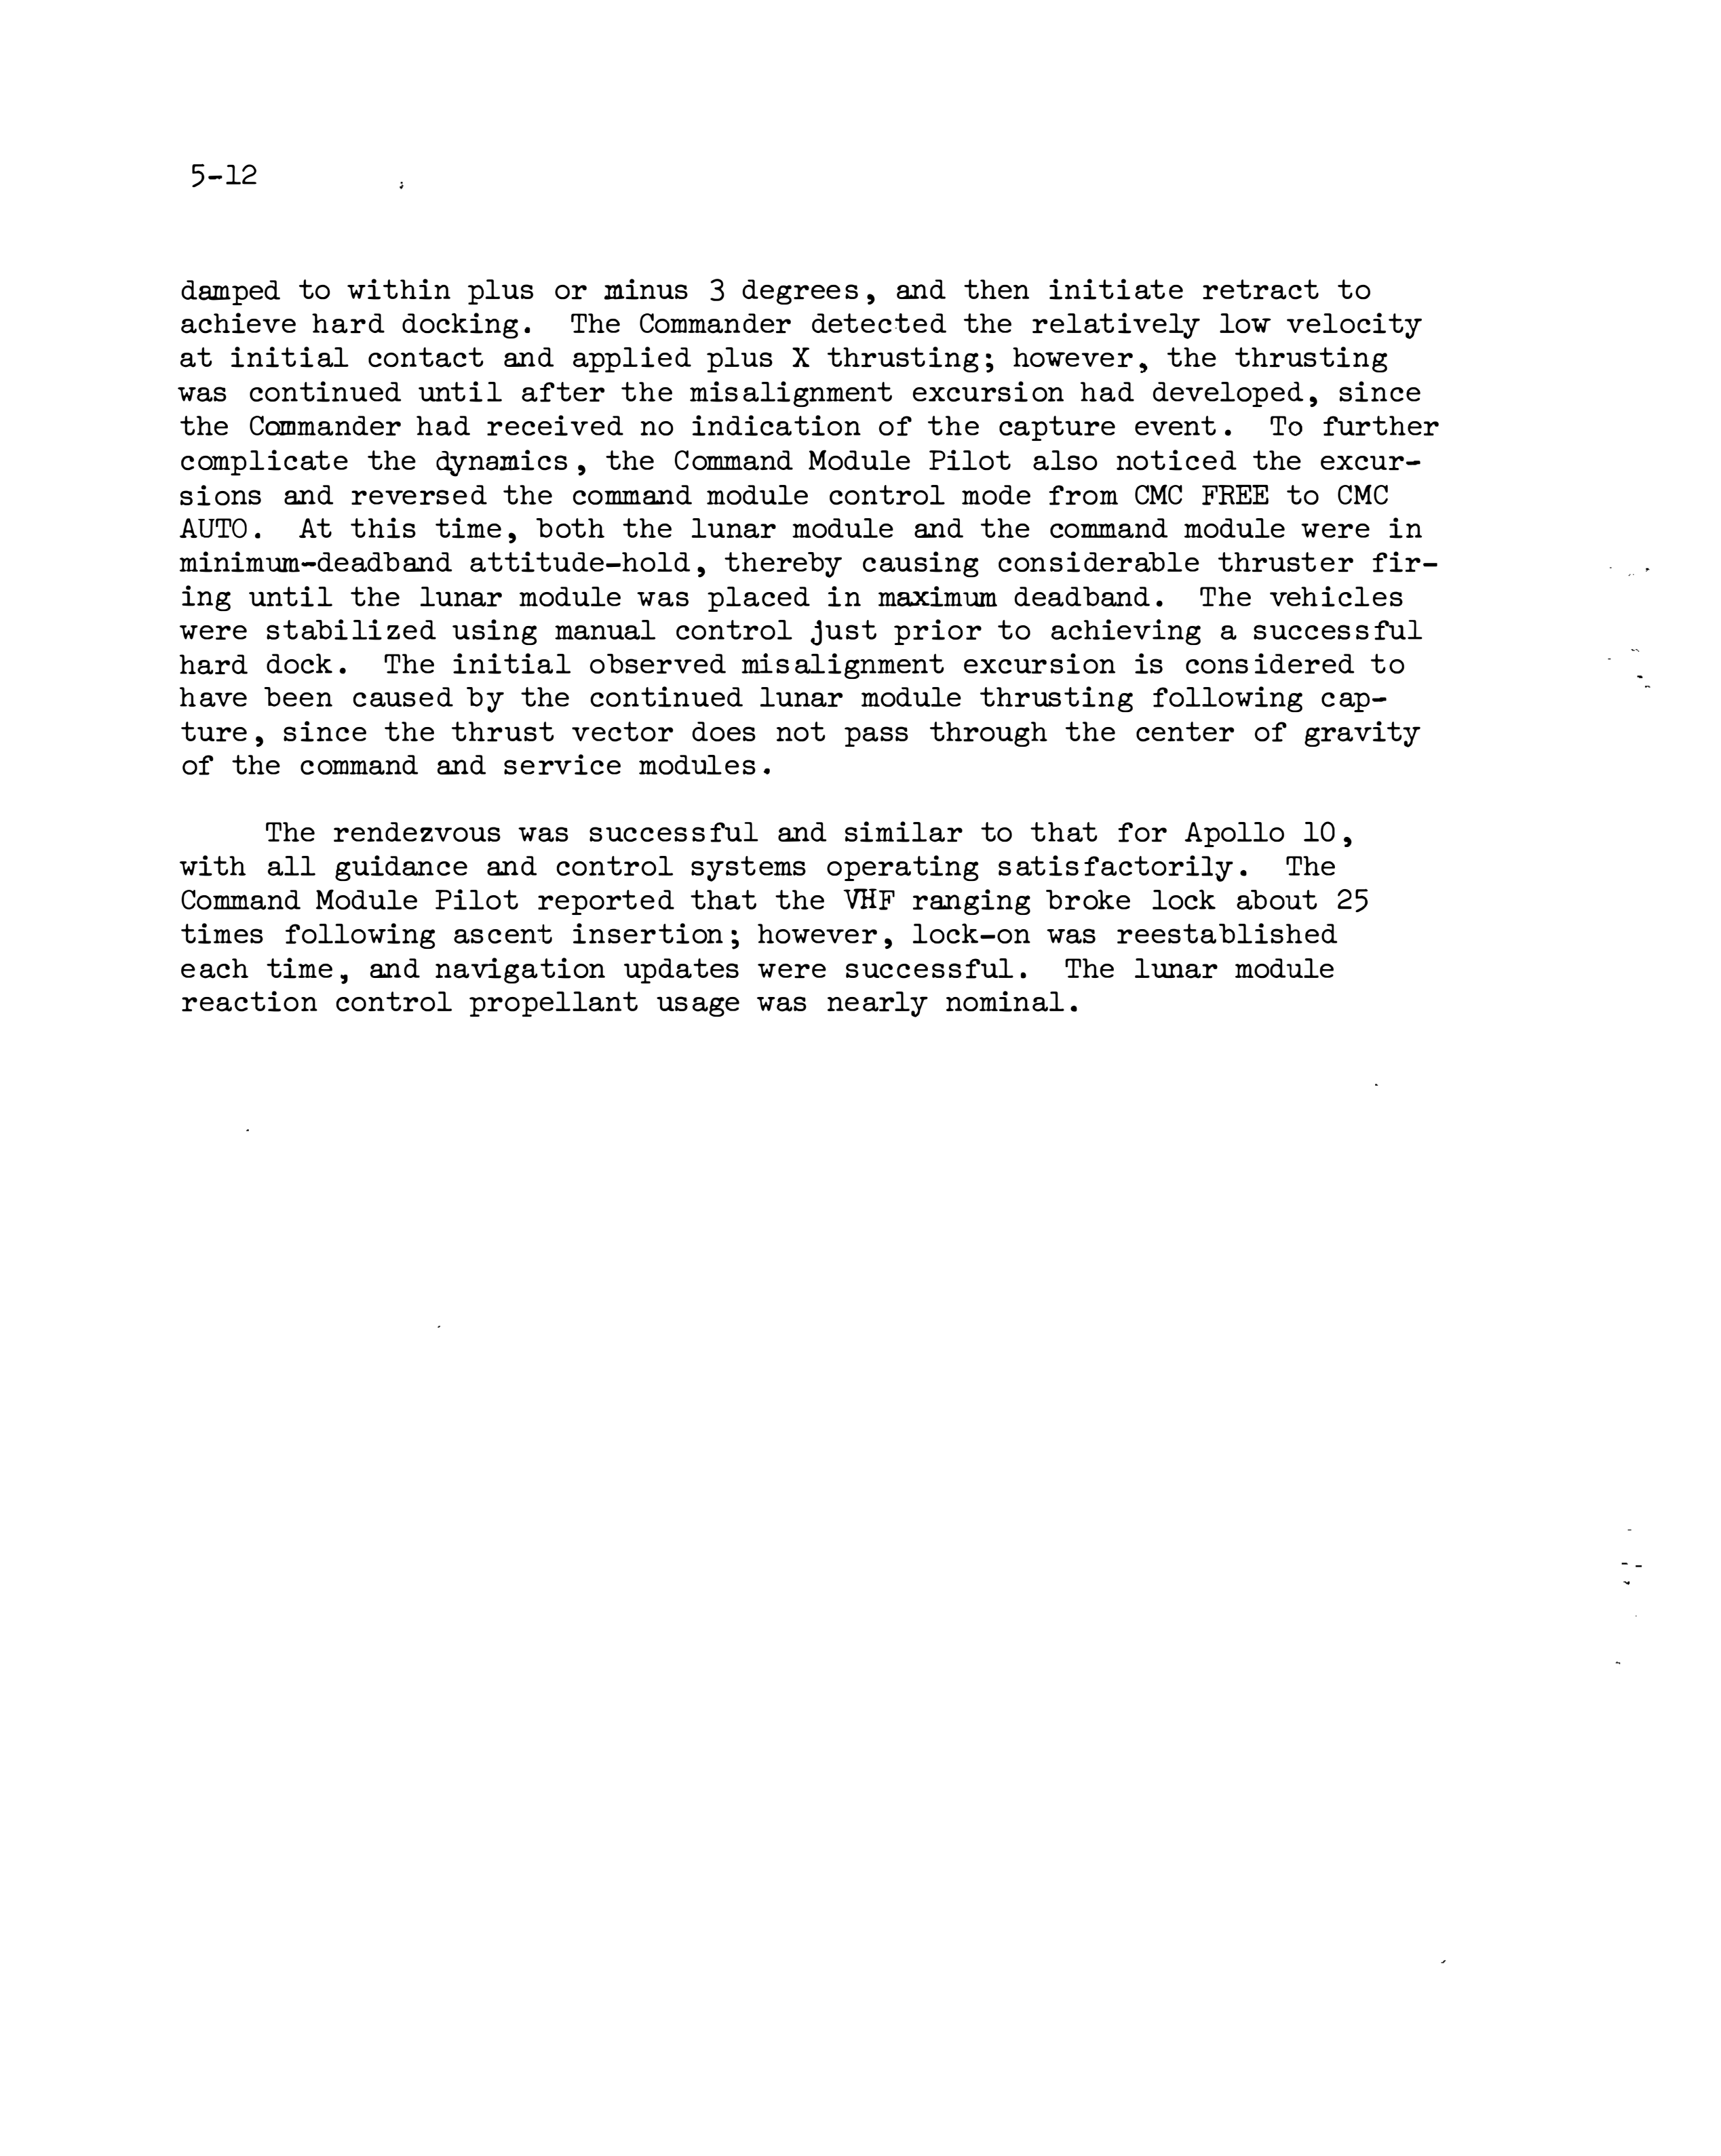 5-12
damped to within plus or minus 3 degrees, and then initiate retract to
achieve hard docking. The Commander detected the relatively low velocity
at initial contact and applied plus X thrusting; however, the thrusting
was continued until after the misalignment excursion had developed, since
the Commander had received no indication of the capture event. To further
complicate the dynamics, the Command Module Pilot also noticed the excur-
sions and reversed the command module control mode from CMC FREE to CMC
AUTO. At this time, both the lunar module and the command module were in
minimum-deadband attitude-hold, thereby causing considerable thruster fir-
ing until the lunar module was placed in maximum deadband. The vehicles
were stabilized using manual control just prior to achieving a successful
hard dock. The initial observed misalignment excursion is considered to
have been caused by the continued lunar module thrusting following cap-
ture, since the thrust vector does not pass through the center of gravity
of the command and service modules.
The rendezvous was successful and similar to that for Apollo 10,
with all guidance and control systems operating satisfactorily. The
Command Module Pilot reported that the VHF ranging broke lock about 25
times following ascent insertion; however, lock-on was reestablished
each time, and navigation updates were successful. The lunar module
reaction control propellant usage was nearly nominal.